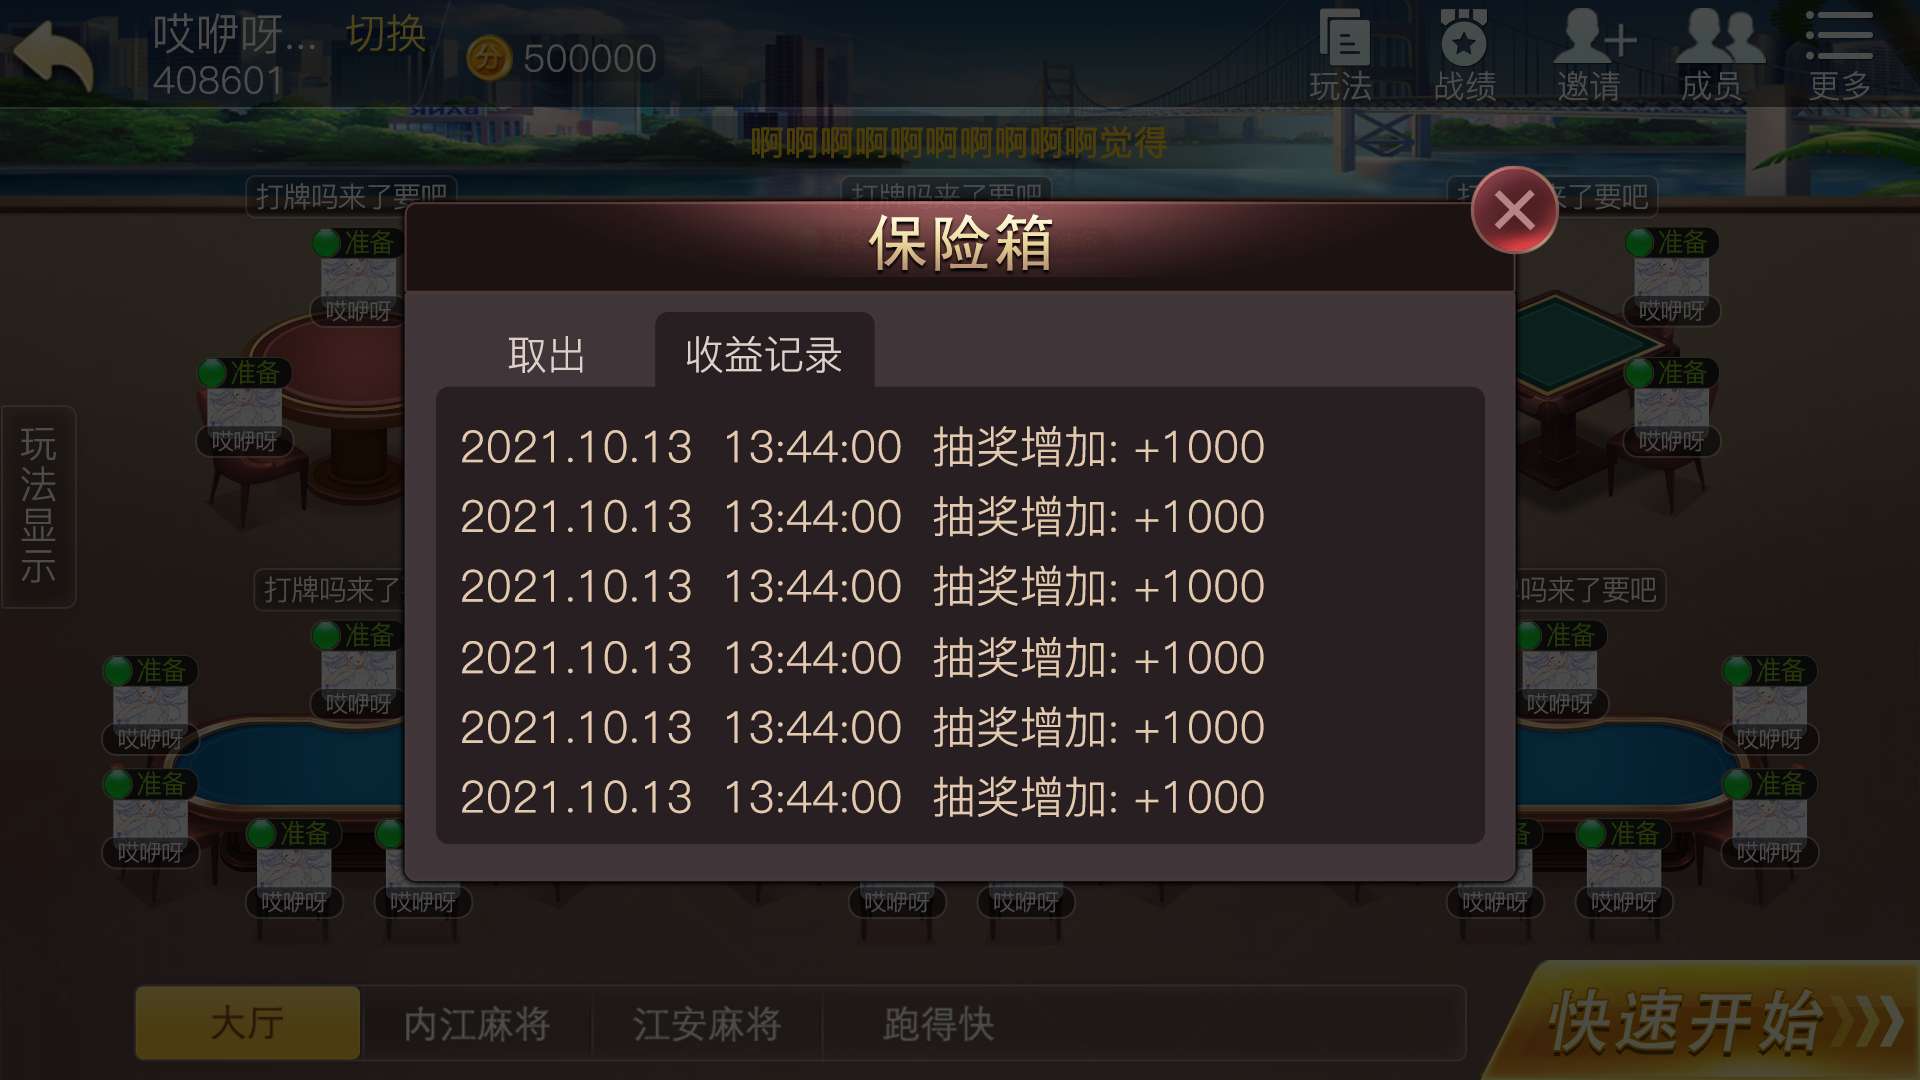 哎咿呀... 切换
408601
分 500000
玩法 战绩 邀请 成员 更多
BANK
啊啊啊啊啊啊啊啊啊啊觉得
打牌吗来了要吧 打牌吗来了要吧 来了要吧
保险箱
准备 准备
哎咿呀 哎咿呀
取出 收益记录
准备 准备
哎咿呀 哎咿呀
玩法显示
2021.10.13 13:44:00 抽奖增加: +1000
2021.10.13 13:44:00 抽奖增加: +1000
2021.10.13 13:44:00 抽奖增加: +1000
2021.10.13 13:44:00 抽奖增加: +1000
2021.10.13 13:44:00 抽奖增加: +1000
2021.10.13 13:44:00 抽奖增加: +1000
打牌吗来了 吗来了要吧
准备 准备
哎咿呀 哎咿呀
准备 准备
哎咿呀 哎咿呀
准备 准备
哎咿呀 哎咿呀
准备 备 准备
哎咿呀 哎咿呀 哎咿呀 哎咿呀 哎咿呀 哎咿呀
大厅 内江麻将 江安麻将 跑得快
快速开始